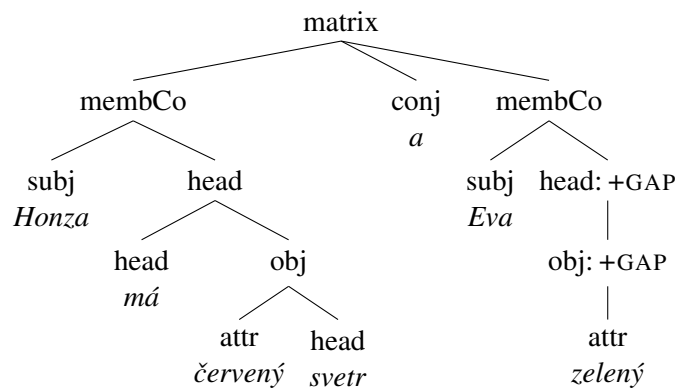 matrix
membCo conj membCo
a
subj head subj head: +GAP
Honza Eva
head obj obj: +GAP
má
attr head attr
červený svetr zelený